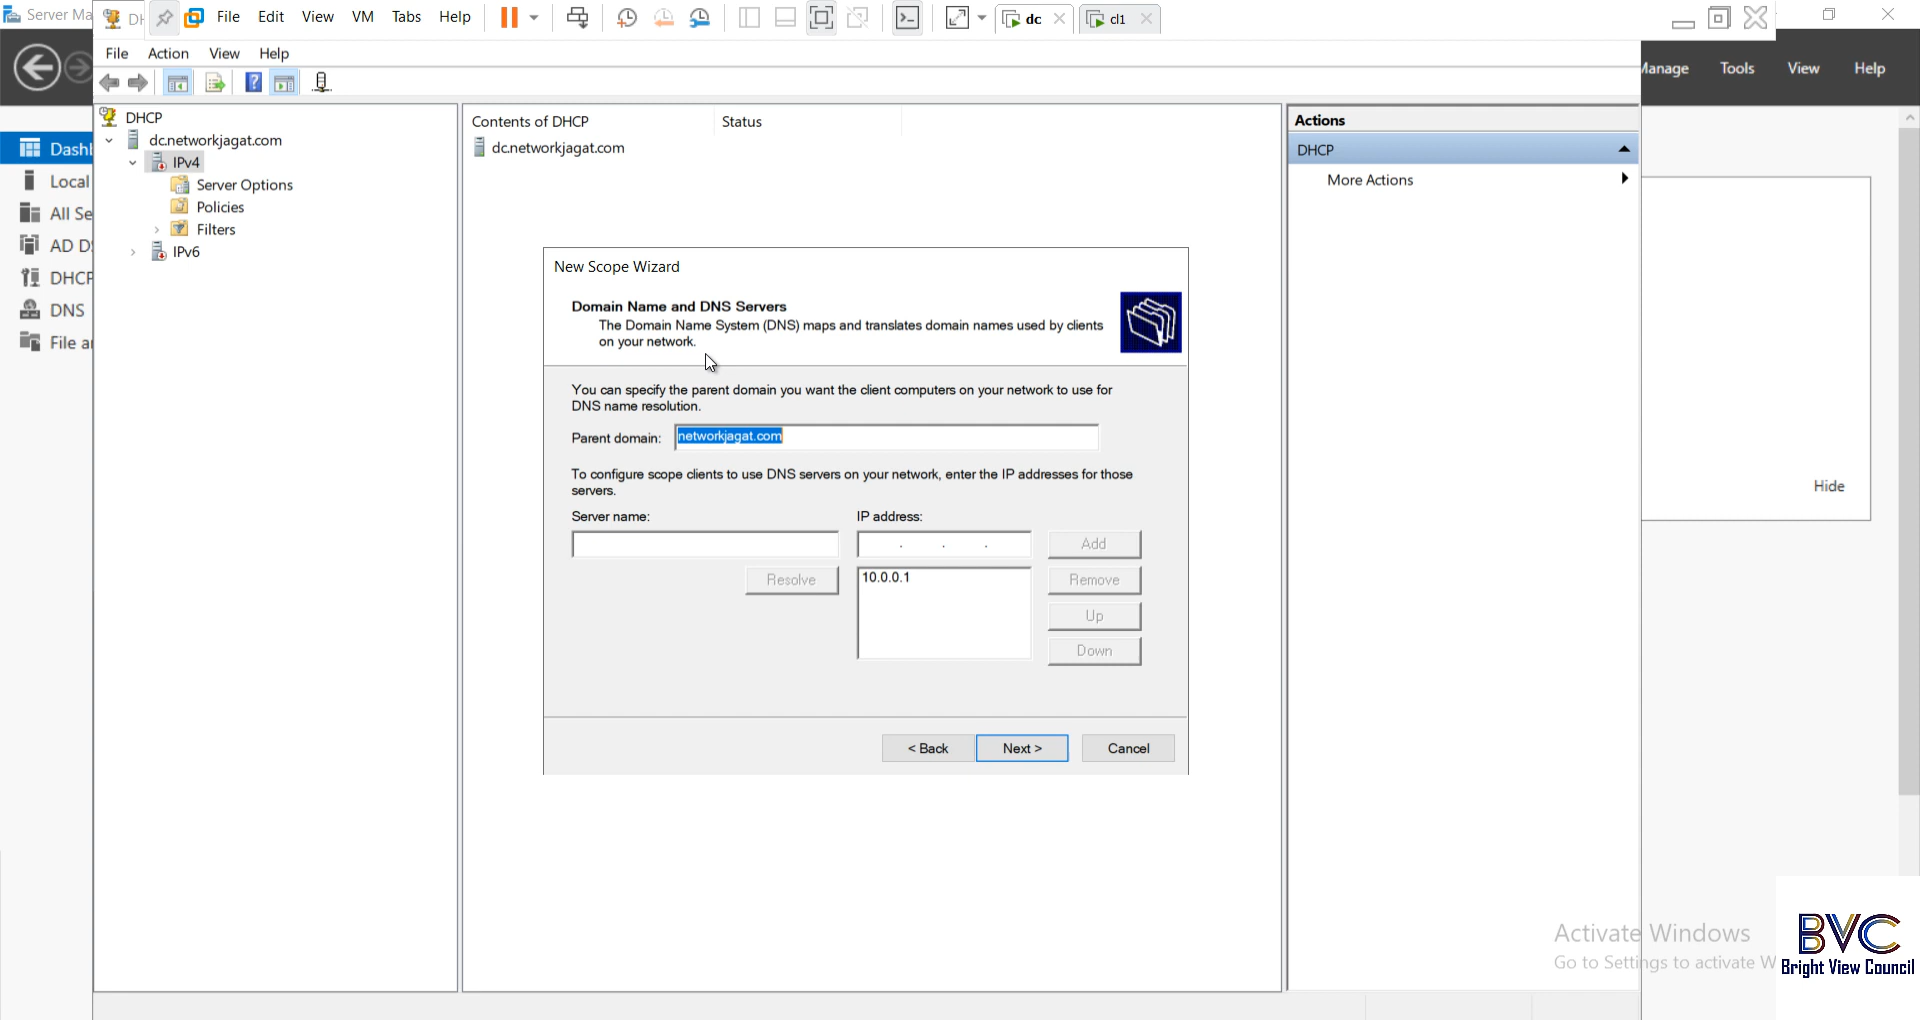 Server Ma
File Edit View VM Tabs Help
dc
cl1
Manage Tools View Help
File Action View Help
Dashb
Local
All Se
AD DS
DHCP
DNS
File a
DHCP
dc.networkjagat.com
IPv4
Server Options
Policies
Filters
IPv6
Contents of DHCP Status
dc.networkjagat.com
Actions
DHCP
More Actions
Hide
New Scope Wizard
Domain Name and DNS Servers
The Domain Name System (DNS) maps and translates domain names used by clients
on your network.
You can specify the parent domain you want the client computers on your network to use for
DNS name resolution.
Parent domain: networkjagat.com
To configure scope clients to use DNS servers on your network, enter the IP addresses for those
servers.
Server name: IP address:
Add
Resolve 10.0.0.1 Remove
Up
Down
< Back Next > Cancel
Activate Windows
Go to Settings to activate W
BVC
Bright View Council